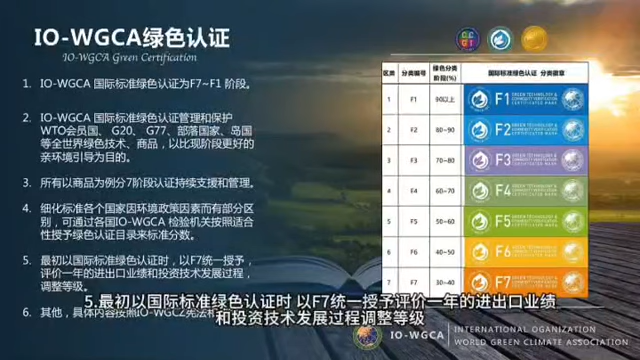 IO-WGCA绿色认证
IO-WGCA Green Certification
1. IO-WGCA 国际标准绿色认证为F7~F1 阶段。
2. IO-WGCA 国际标准绿色认证管理和保护
WTO会员国、 G20、 G77、部落国家、岛国
等全世界绿色技术、商品，以比现阶段更好的
亲环境引导为目的。
3. 所有以商品为例分7阶段认证持续支援和管理。
4. 细化标准各个国家因环境政策因素而有部分区
别，可通过各国IO-WGCA 检验机关按照适合
性授予绿色认证目录来标准分数。
5. 最初以国际标准绿色认证时，以F7统一授予，
评价一年的进出口业绩和投资技术发展过程，
调整等级。
6. 其他，具体内容按照IO-WGCA宪法和
区类 分类编号 绿色分类阶段(%) 国际标准绿色认证 分类徽章
1 F1 90以上 F1
2 F2 80~90 F2
3 F3 70~80 F3
4 F4 60~70 F4
5 F5 50~60 F5
6 F6 40~50 F6
7 F7 30~40 F7
5.最初以国际标准绿色认证时 以F7统一授予评价一年的进出口业绩
和投资技术发展过程调整等级
IO-WGCA
INTERNATIONAL OGANIZATION
WORLD GREEN CLIMATE ASSOCIATION